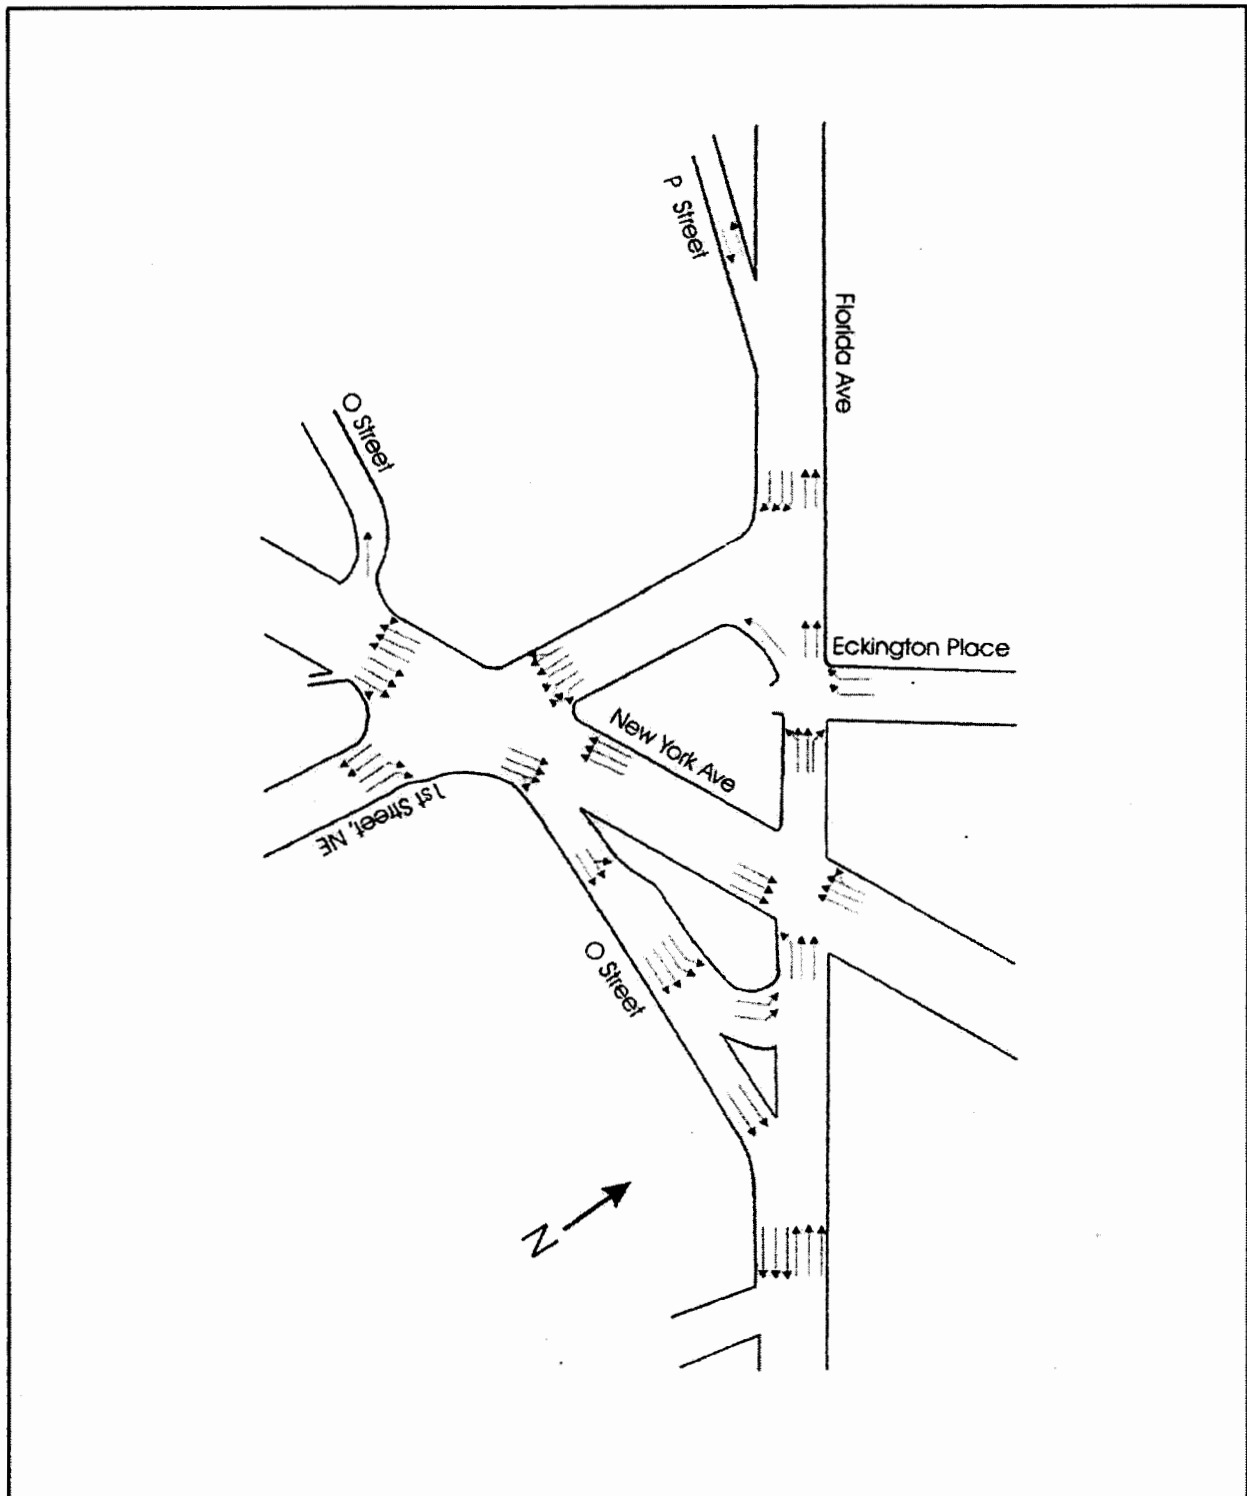 P Street
Florida Ave
O Street
Eckington Place
New York Ave
1st Street, NE
O Street
N